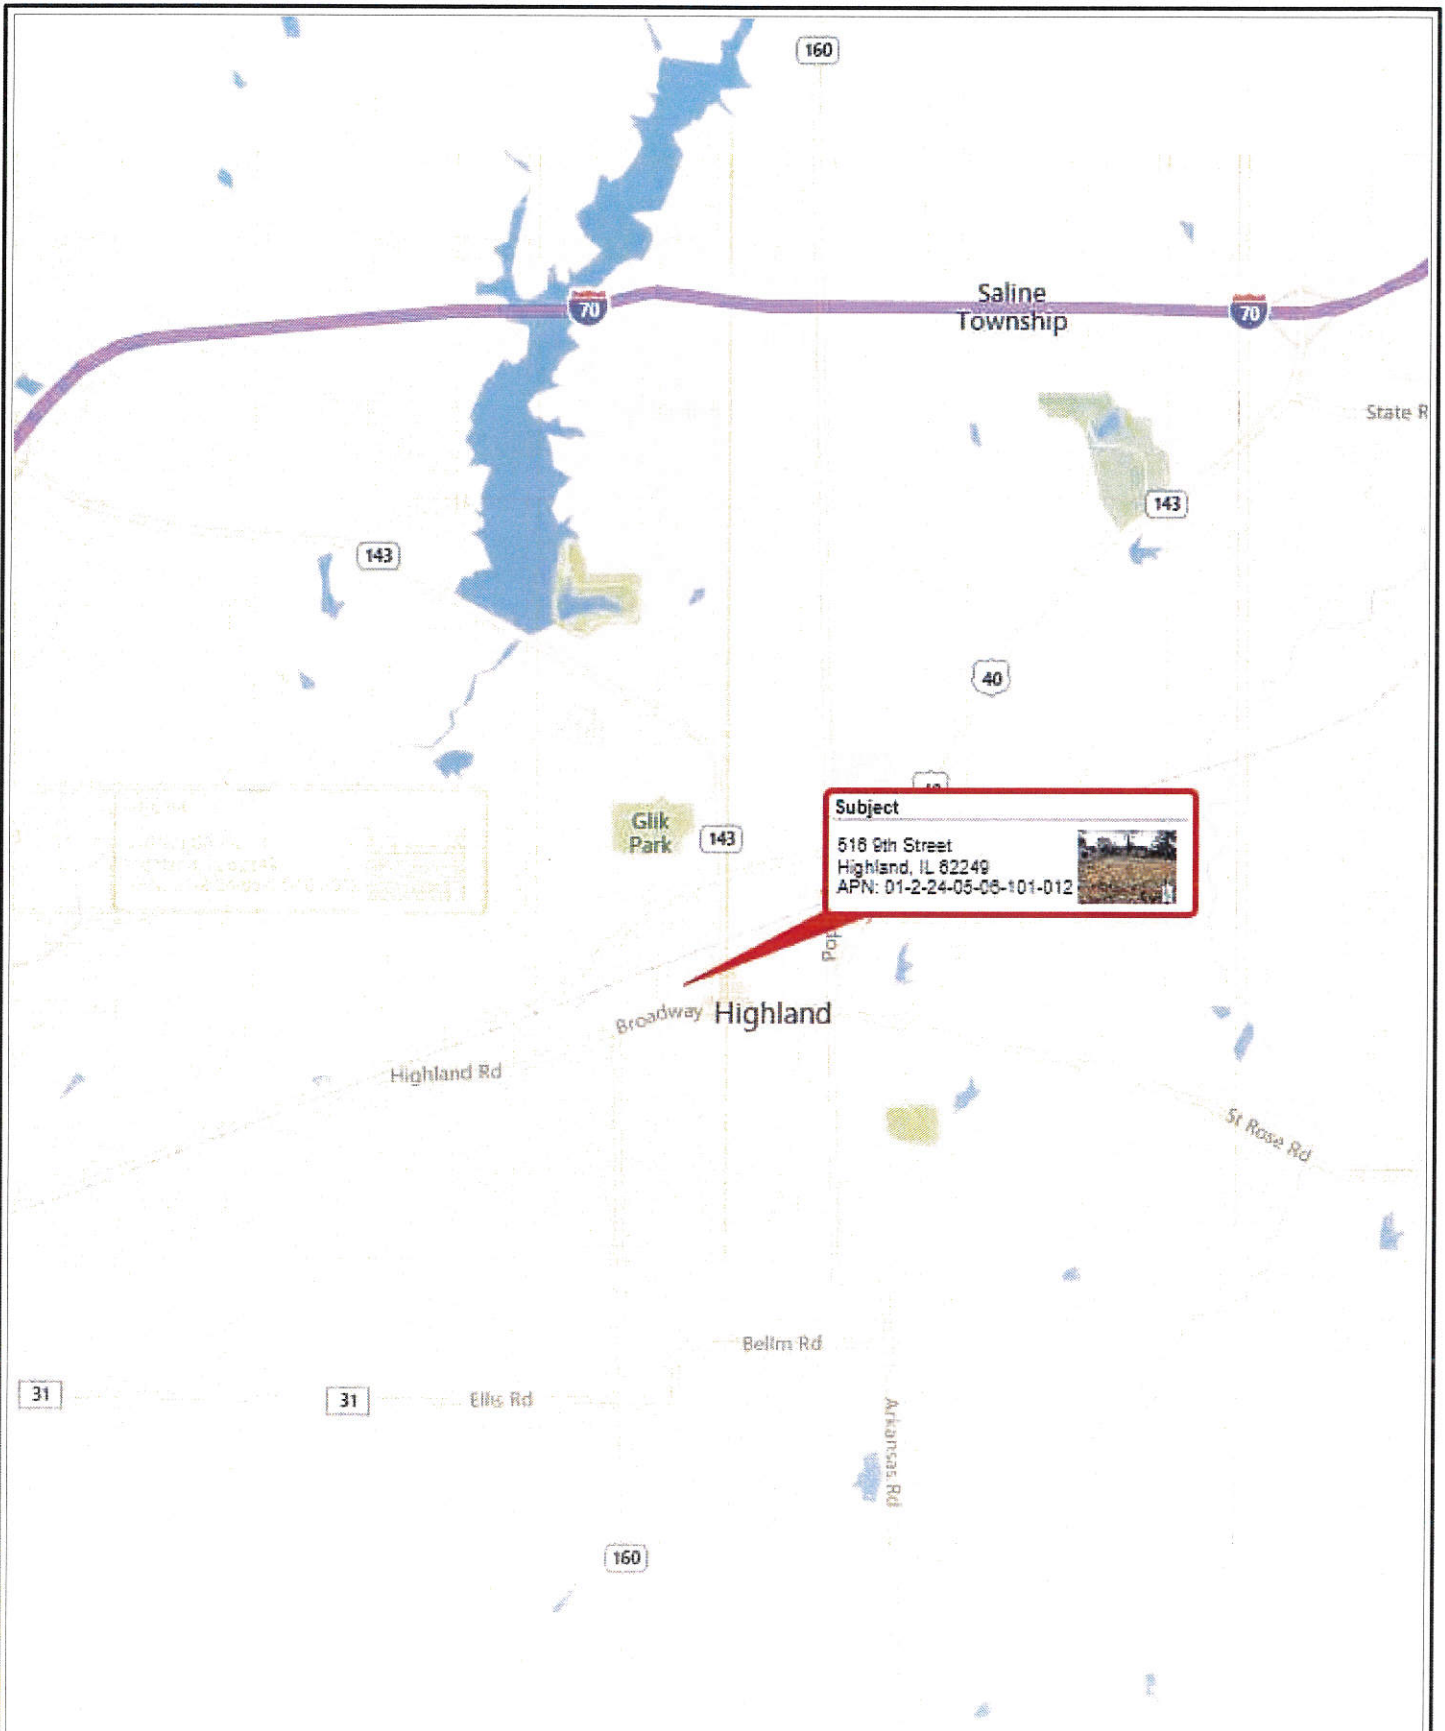 160
70
Saline
Township
70
State R
143
143
40
Glik
Park
143
Subject
516 9th Street
Highland, IL 62249
APN: 01-2-24-05-06-101-012
Pop
Broadway
Highland
Highland Rd
St Rose Rd
Bellm Rd
31
31
Ellis Rd
Arkansas Rd
160